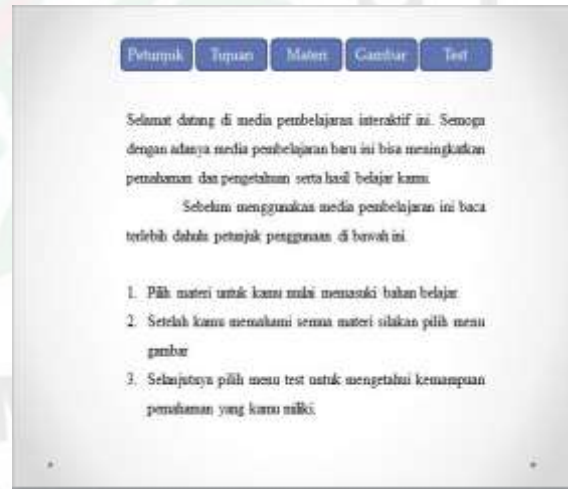 Petunjuk Tujuan Materi Gambar Test
Selamat datang di media pembelajaran interaktif ini. Semoga
dengan adanya media pembelajaran baru ini bisa meningkatkan
pemahaman dan pengetahuan serta hasil belajar kamu.
Sebelum menggunakan media pembelajaran ini baca
terlebih dahulu petunjuk penggunaan di bawah ini.
1. Pilih materi untuk kamu mulai memasuki bahan belajar.
2. Setelah kamu memahami semua materi silakan pilih menu
gambar
3. Selanjutnya pilih menu test untuk mengetahui kemampuan
pemahaman yang kamu miliki.